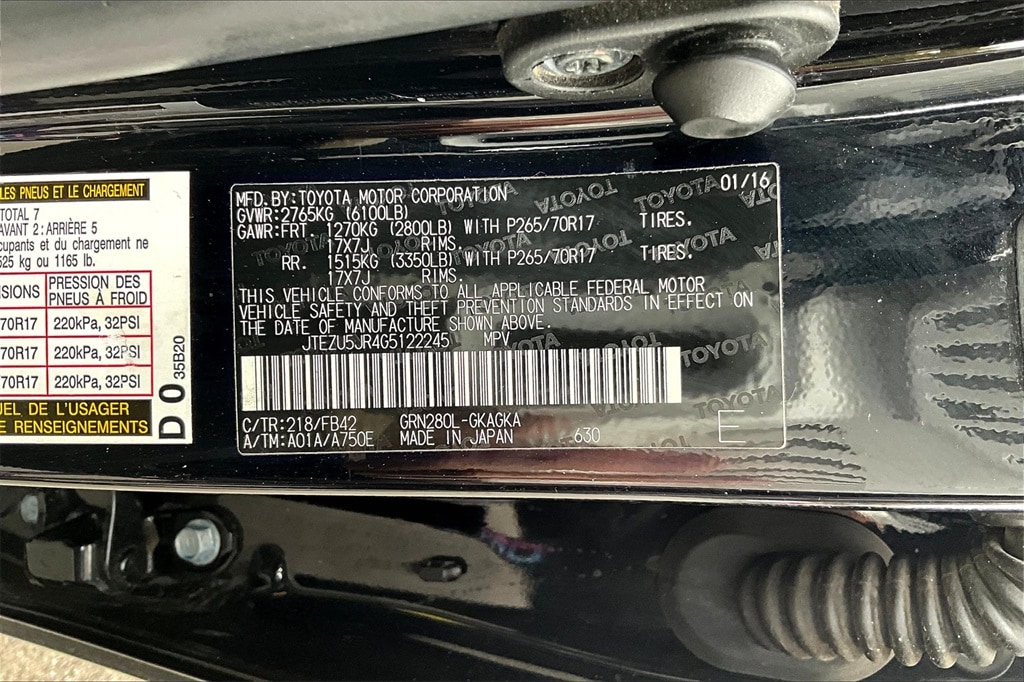 LES PNEUS ET LE CHARGEMENT
TOTAL 7
AVANT 2: ARRIÈRE 5
cupants et du chargement ne
525 kg ou 1165 lb.
PRESSION DES
PNEUS À FROID
70R17 220kPa, 32PSI
70R17 220kPa, 32PSI
70R17 220kPa, 32PSI
DE L'USAGER
RENSEIGNEMENTS
D 0
35B20
MFD. BY: TOYOTA MOTOR CORPORATION 01/16
GVWR: 2765KG (6100LB)
GAWR: FRT. 1270KG (2800LB) WITH P265/70R17 TIRES.
17X7J RIMS.
RR. 1515KG (3350LB) WITH P265/70R17 TIRES.
17X7J RIMS.
THIS VEHICLE CONFORMS TO ALL APPLICABLE FEDERAL MOTOR
VEHICLE SAFETY AND THEFT PREVENTION STANDARDS IN EFFECT ON
THE DATE OF MANUFACTURE SHOWN ABOVE.
JTEZU5JR4G5122245 MPV
C/TR: 218/FB42 GRN280L-GKAGKA
A/TM: A01A/A750E MADE IN JAPAN 630 E